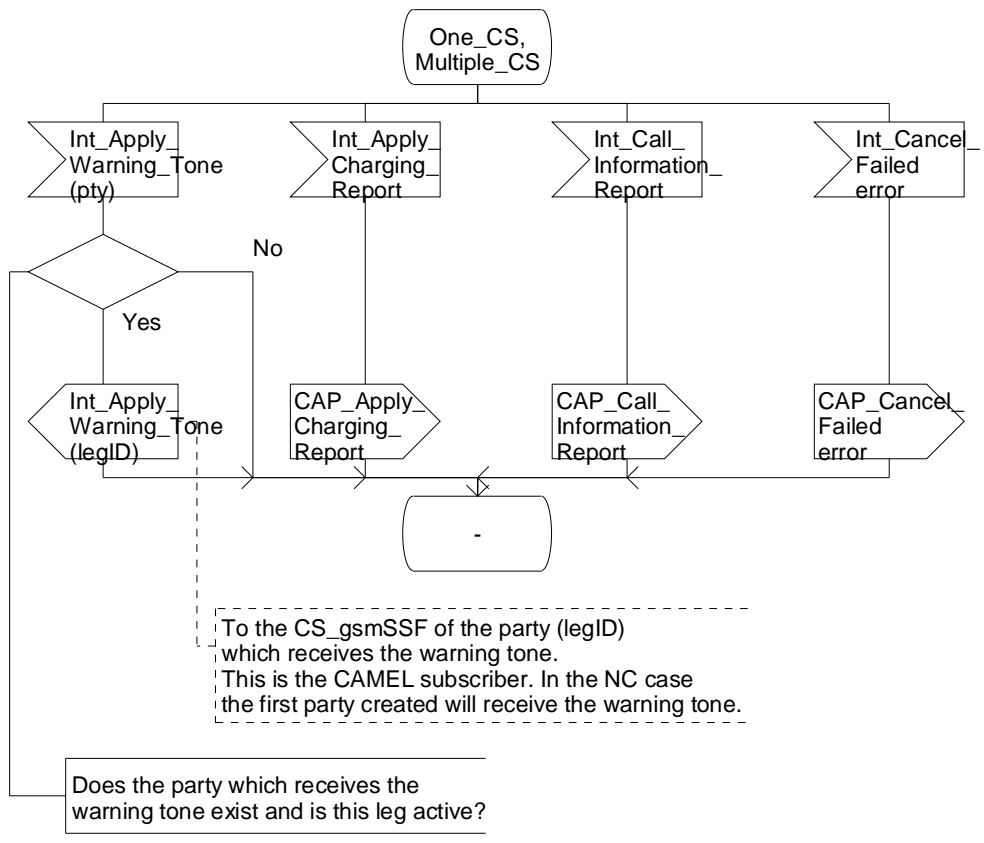 One_CS,
Multiple_CS
Int_Apply_
Warning_Tone
(pty)
Int_Apply_
Charging_
Report
Int_Call_
Information_
Report
Int_Cancel_
Failed
error
No
Yes
Int_Apply_
Warning_Tone
(legID)
CAP_Apply_
Charging_
Report
CAP_Call_
Information_
Report
CAP_Cancel_
Failed
error
-
To the CS_gsmSSF of the party (legID)
which receives the warning tone.
This is the CAMEL subscriber. In the NC case
the first party created will receive the warning tone.
Does the party which receives the
warning tone exist and is this leg active?